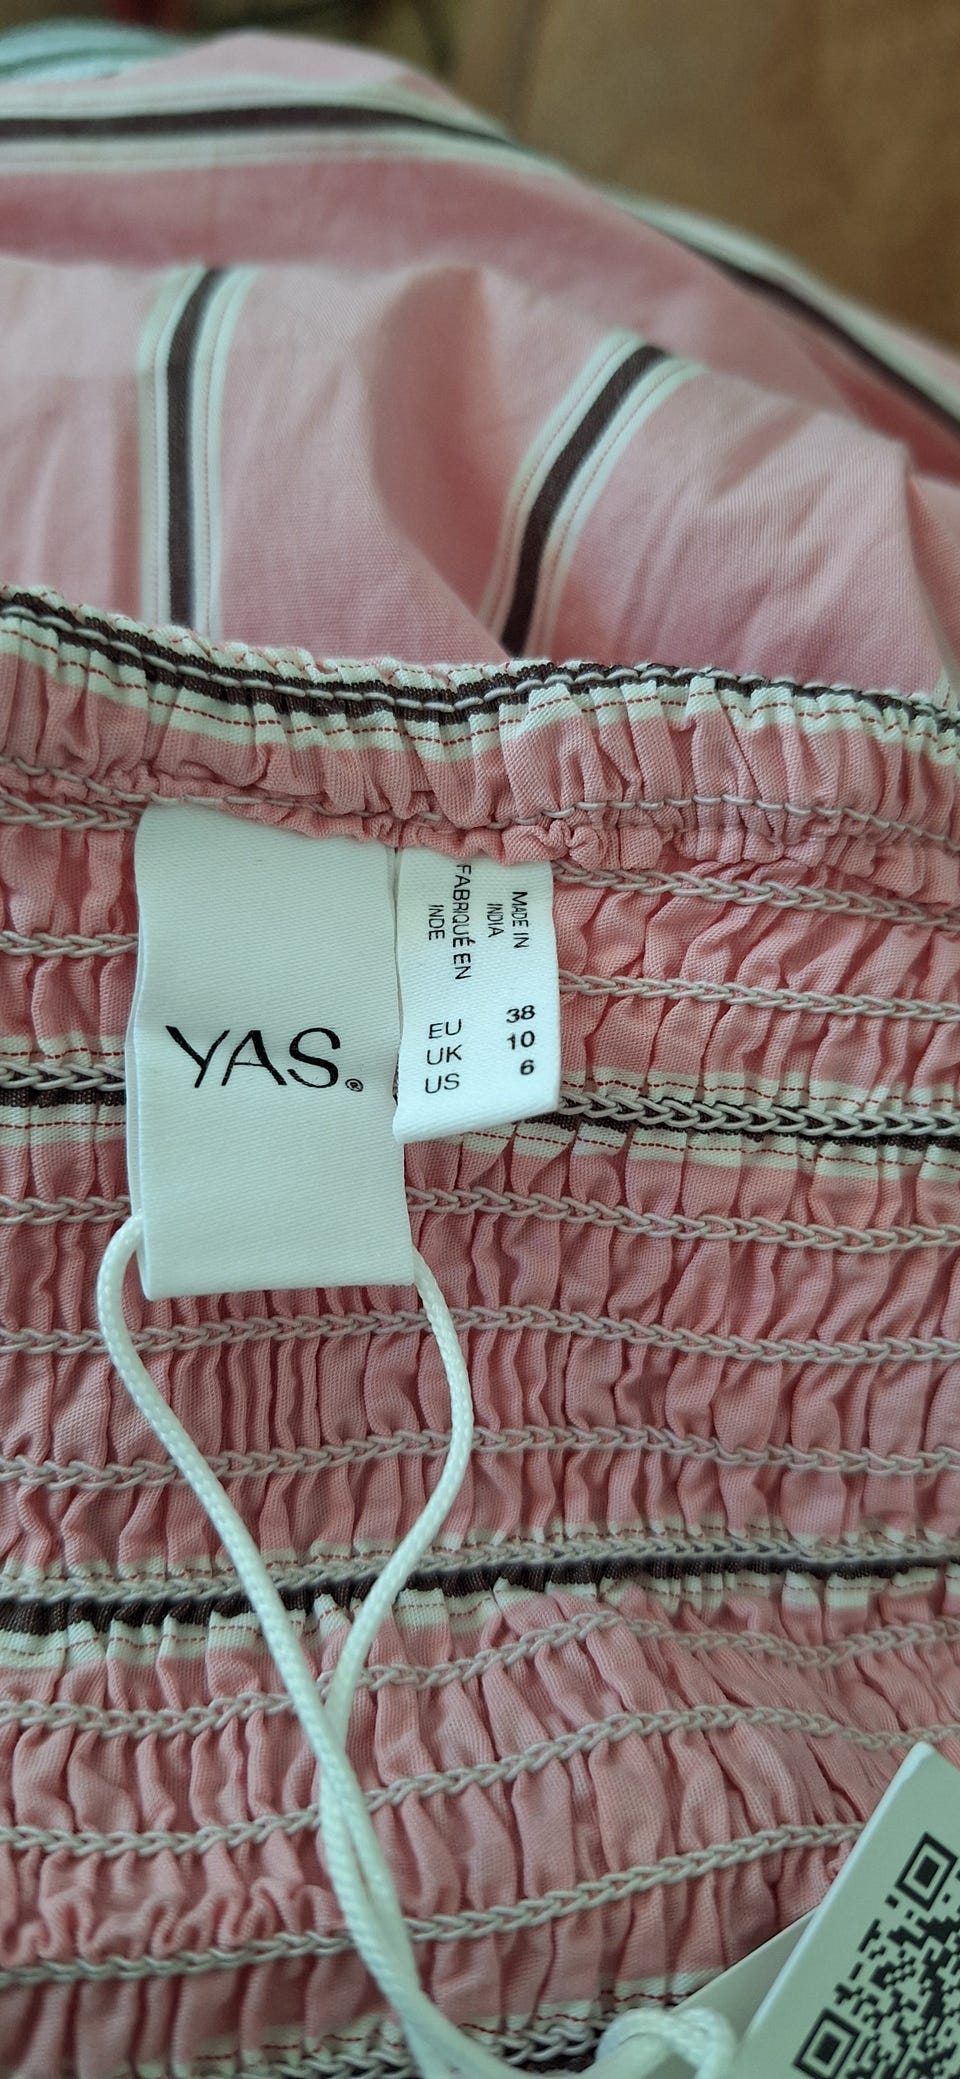 YAS.®
MADE IN
INDIA
FABRIQUÉ EN
INDE
EU 38
UK 10
US 6